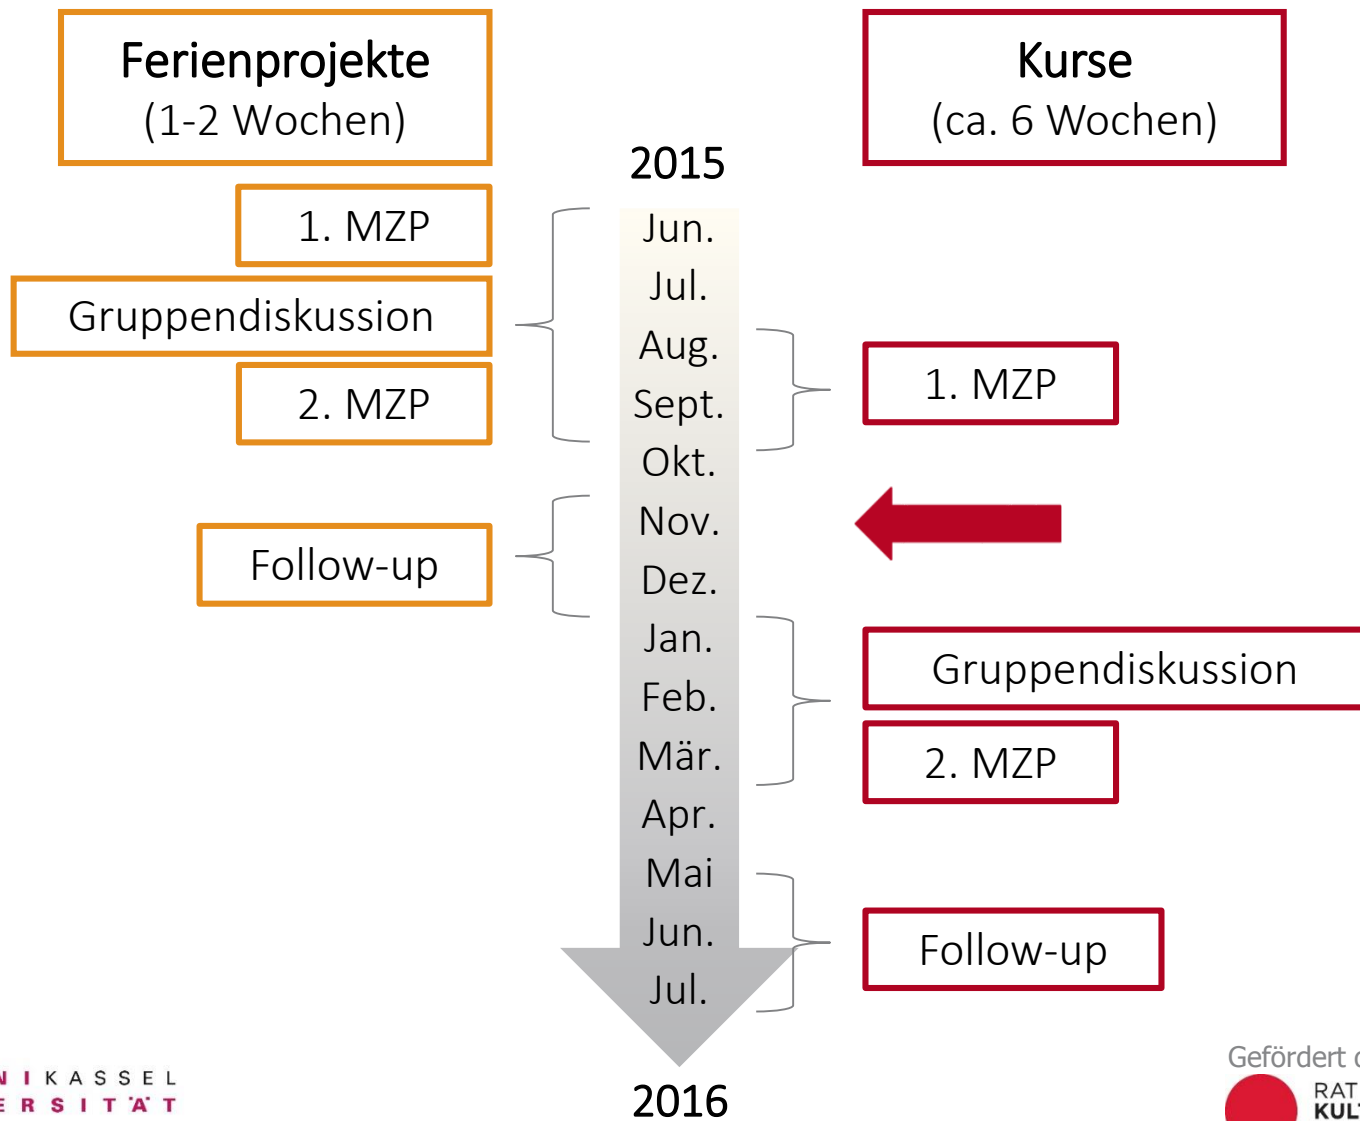 Ferienprojekte
(1-2 Wochen)
Kurse
(ca. 6 Wochen)
2015
1. MZP
Gruppendiskussion
2. MZP
Follow-up
Jun.
Jul.
Aug.
Sept.
Okt.
Nov.
Dez.
Jan.
Feb.
Mär.
Apr.
Mai
Jun.
Jul.
2016
1. MZP
Gruppendiskussion
2. MZP
Follow-up
N I K A S S E L
E R S I T Ä T
Gefördert
RAT
KULT